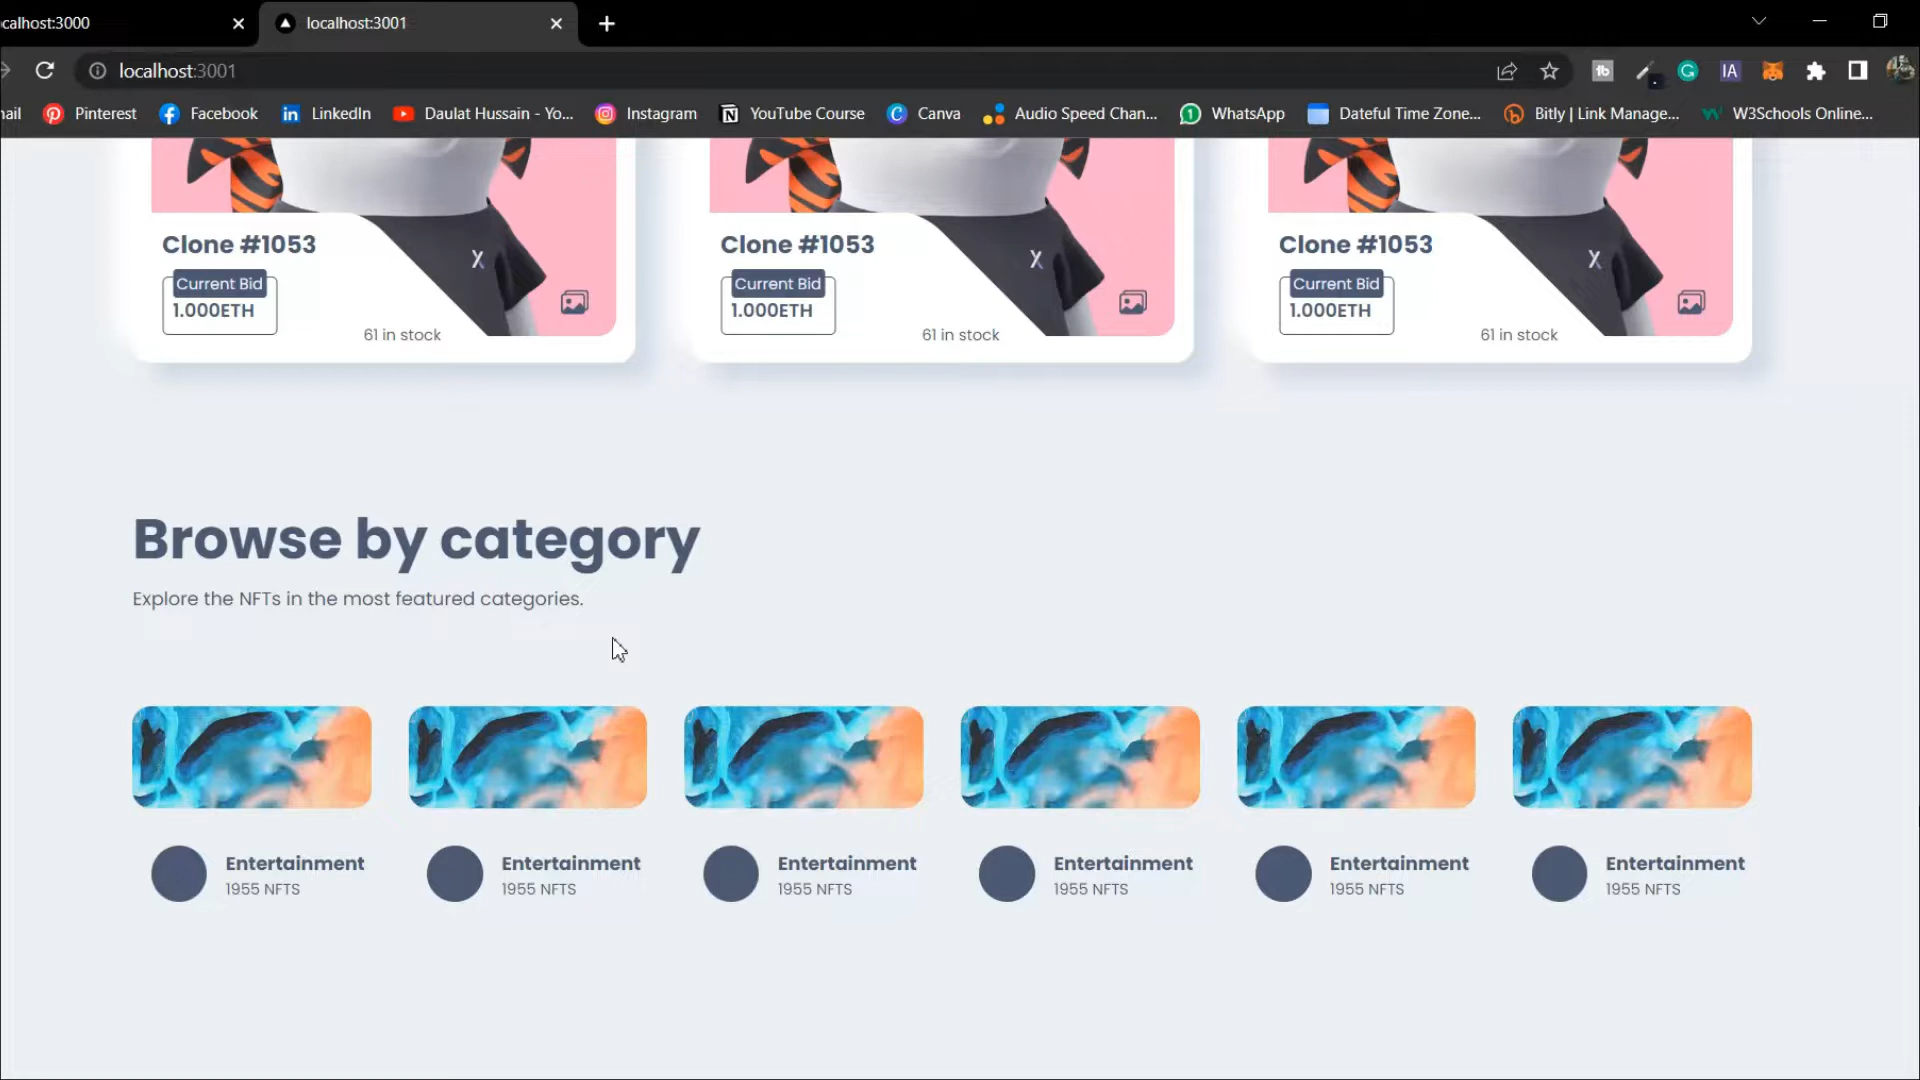 calhost:3000
localhost:3001
localhost:3001
ail
Pinterest
Facebook
LinkedIn
Daulat Hussain - Yo...
Instagram
YouTube Course
Canva
Audio Speed Chan...
WhatsApp
Dateful Time Zone...
Bitly | Link Manage...
W3Schools Online...
Clone #1053
Current Bid
1.000ETH
61 in stock
Clone #1053
Current Bid
1.000ETH
61 in stock
Clone #1053
Current Bid
1.000ETH
61 in stock
Browse by category
Explore the NFTs in the most featured categories.
Entertainment
1955 NFTS
Entertainment
1955 NFTS
Entertainment
1955 NFTS
Entertainment
1955 NFTS
Entertainment
1955 NFTS
Entertainment
1955 NFTS